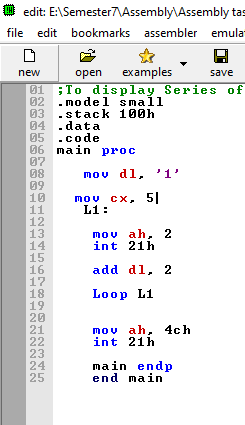 edit: E:\Semester7\Assembly\Assembly tas
file edit bookmarks assembler emula
new open examples save
01 ;To display Series of
02 .model small
03 .stack 100h
04 .data
05 .code
06 main proc
07
08 mov dl, '1'
09
10 mov cx, 5
11 L1:
12
13 mov ah, 2
14 int 21h
15
16 add dl, 2
17
18 Loop L1
19
20
21 mov ah, 4ch
22 int 21h
23
24 main endp
25 end main